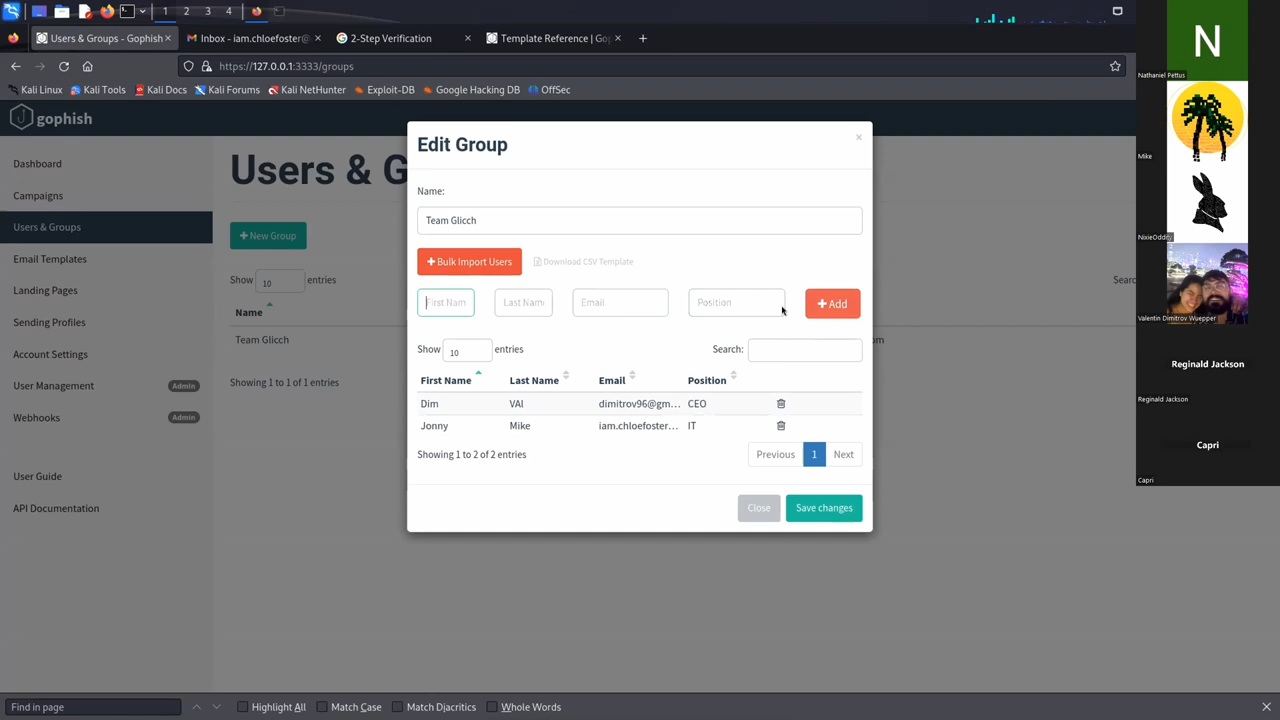 1 2 3 4
Users & Groups - Gophish
Inbox - iam.chloefoster@
2-Step Verification
Template Reference | Gop
https://127.0.0.1:3333/groups
Kali Linux
Kali Tools
Kali Docs
Kali Forums
Kali NetHunter
Exploit-DB
Google Hacking DB
OffSec
gophish
Dashboard
Campaigns
Users & Groups
Email Templates
Landing Pages
Sending Profiles
Account Settings
User Management Admin
Webhooks Admin
User Guide
API Documentation
Users & G
New Group
Show 10 entries
Searc
Name
Team Glicch
om
Showing 1 to 1 of 1 entries
Edit Group
×
Name:
Team Glicch
Bulk Import Users
Download CSV Template
First Nam
Last Name
Email
Position
Add
Show 10 entries
Search:
First Name Last Name Email Position
Dim VAl dimitrov96@gm... CEO
Jonny Mike iam.chloefoster... IT
Showing 1 to 2 of 2 entries
Previous 1 Next
Close
Save changes
N
Nathaniel Pettus
Mike
NixieOddity
Valentin Dimitrov Wuepper
Reginald Jackson
Reginald Jackson
Capri
Capri
Find in page
Highlight All
Match Case
Match Diacritics
Whole Words